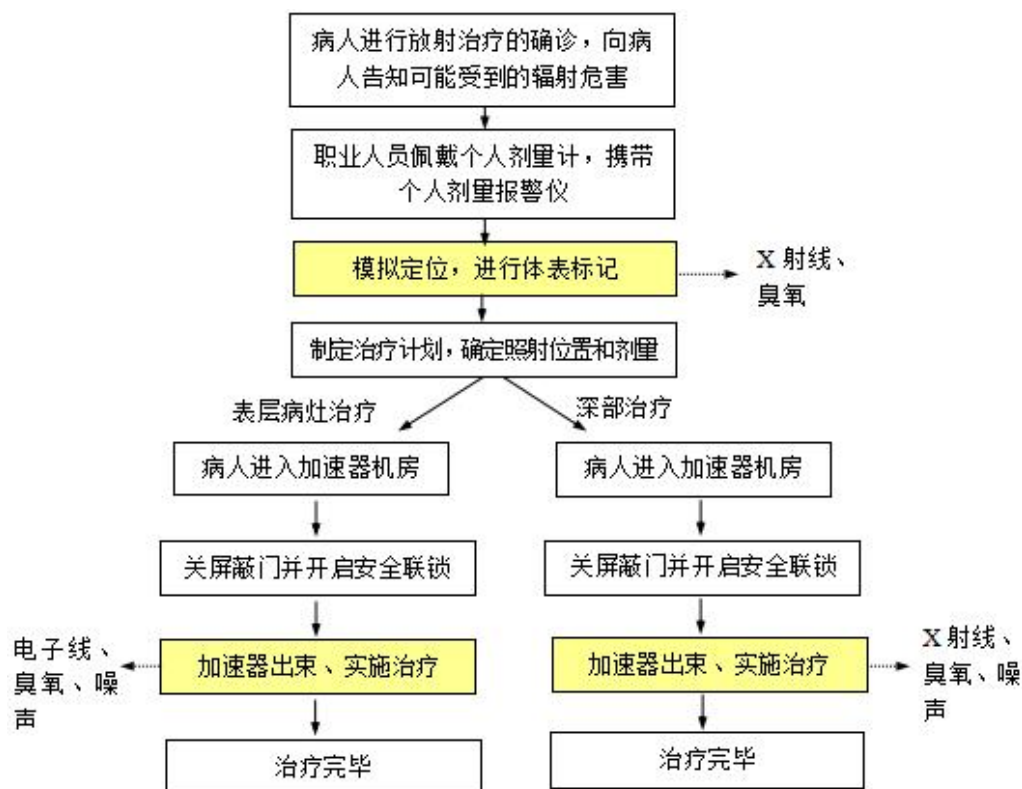 病人进行放射治疗的确诊，向病
人告知可能受到的辐射危害
职业人员佩戴个人剂量计，携带
个人剂量报警仪
模拟定位，进行体表标记
X 射线、
臭氧
制定治疗计划，确定照射位置和剂量
表层病灶治疗
深部治疗
病人进入加速器机房
病人进入加速器机房
关屏蔽门并开启安全联锁
关屏蔽门并开启安全联锁
电子线、
臭氧、噪
声
加速器出束、实施治疗
加速器出束、实施治疗
X 射线、
臭氧、噪
声
治疗完毕
治疗完毕